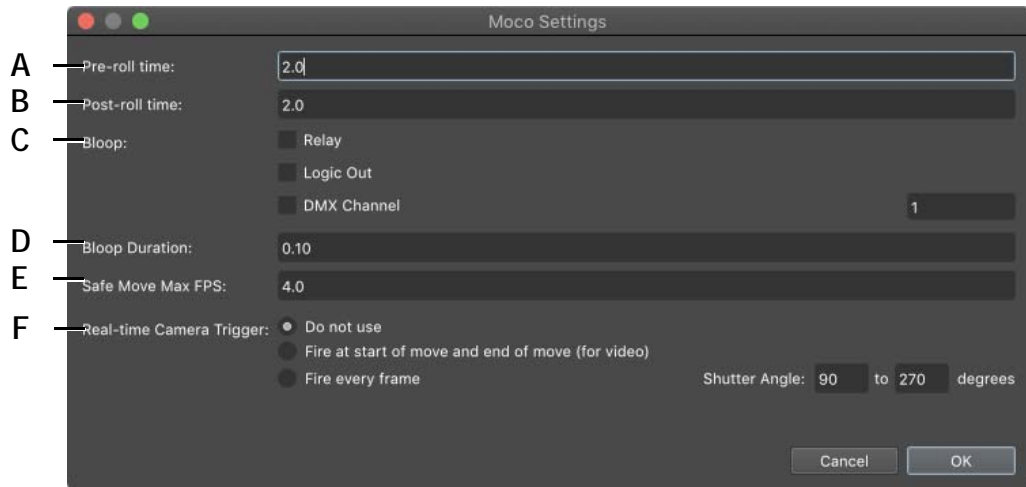 Moco Settings
A Pre-roll time: 2.0
B Post-roll time: 2.0
C Bloop: Relay
Logic Out
DMX Channel 1
D Bloop Duration: 0.10
E Safe Move Max FPS: 4.0
F Real-time Camera Trigger: Do not use
Fire at start of move and end of move (for video)
Fire every frame Shutter Angle: 90 to 270 degrees
Cancel OK